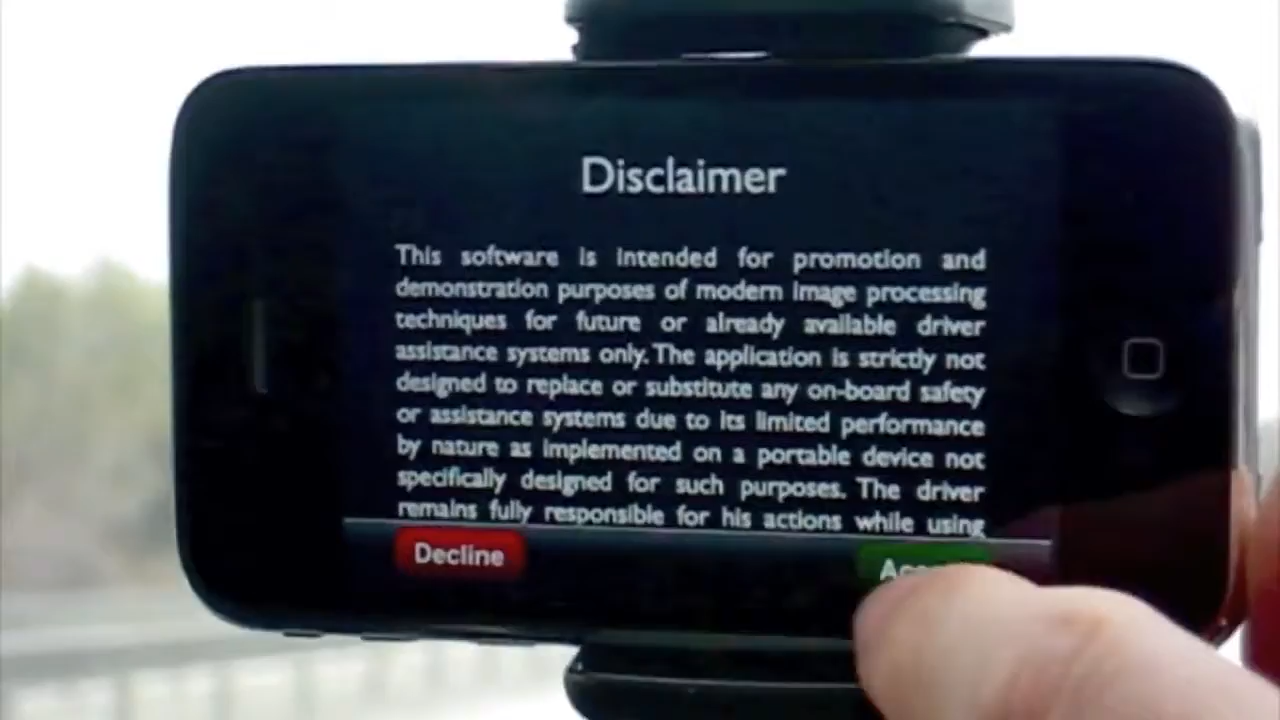 Disclaimer
This software is intended for promotion and
demonstration purposes of modern image processing
techniques for future or already available driver
assistance systems only. The application is strictly not
designed to replace or substitute any on-board safety
or assistance systems due to its limited performance
by nature as implemented on a portable device not
specifically designed for such purposes. The driver
remains fully responsible for his actions while using
Decline